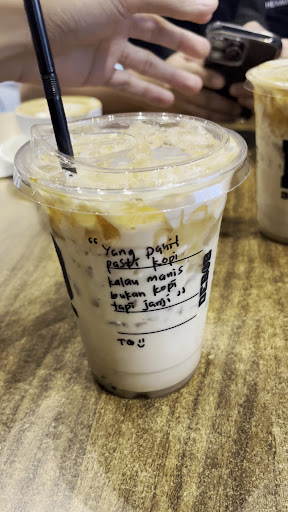 “Yang pahit
pasti kopi
kalau manis
bukan kopi
tapi janji”
TQ